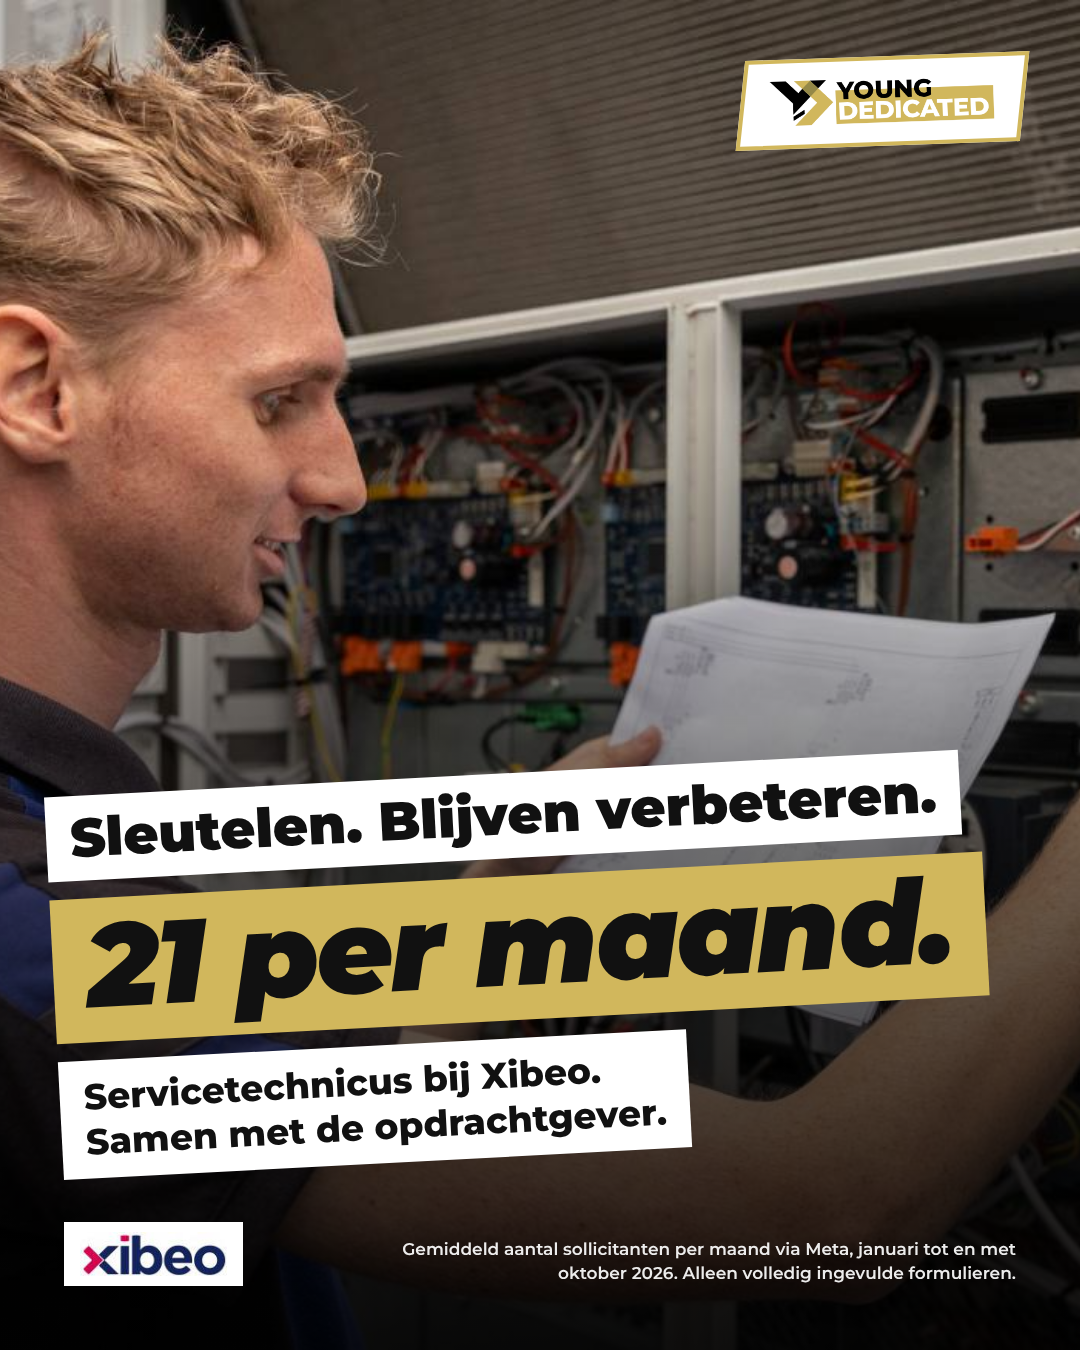 YOUNG
DEDICATED
Sleutelen. Blijven verbeteren.
21 per maand.
Servicetechnicus bij Xibeo.
Samen met de opdrachtgever.
xibeo
Gemiddeld aantal sollicitanten per maand via Meta, januari tot en met
oktober 2026. Alleen volledig ingevulde formulieren.